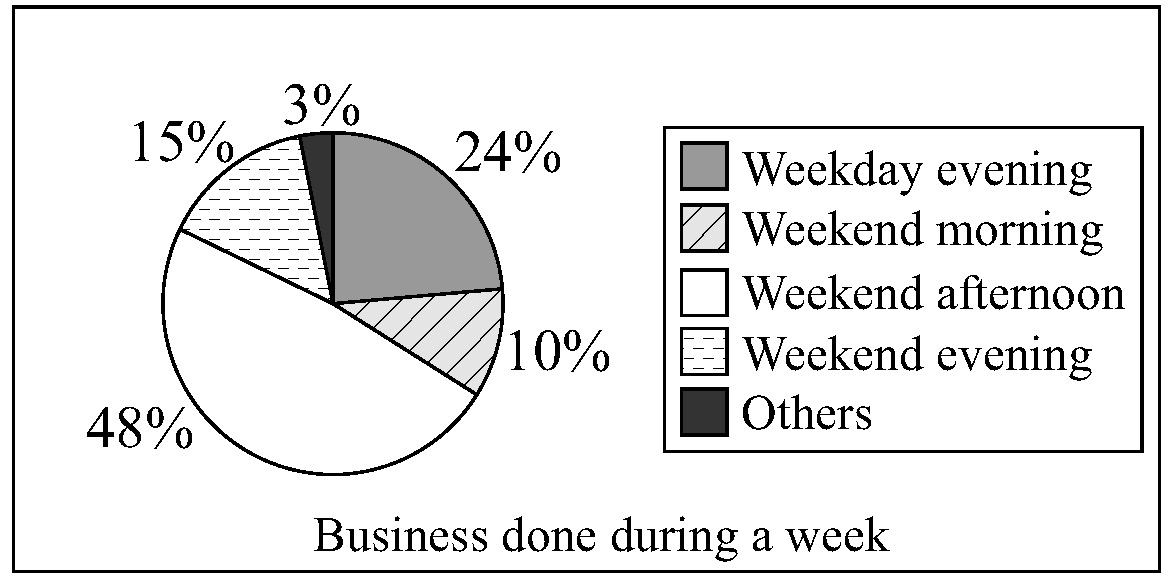 3%
15%
24%
10%
48%
Weekday evening
Weekend morning
Weekend afternoon
Weekend evening
Others
Business done during a week